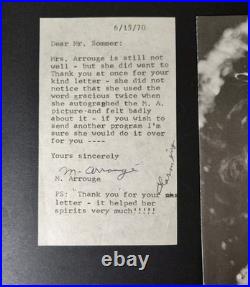 6/15/70
Dear Mr. Sommer:
Mrs. Arrouge is still not
well - but she did went to
Thank you at once for your
kind letter - she did not
notice that she used the
word gracious twice when
she autographed the M. A.
picture and felt badly
about it - if you wish to
send another program I'm
sure she would do it over
for you ----
Yours sincerely
M. Arrouge
M. Arrouge
PS: "Thank you" for your
letter - it helped her
spirits very much!!!!!